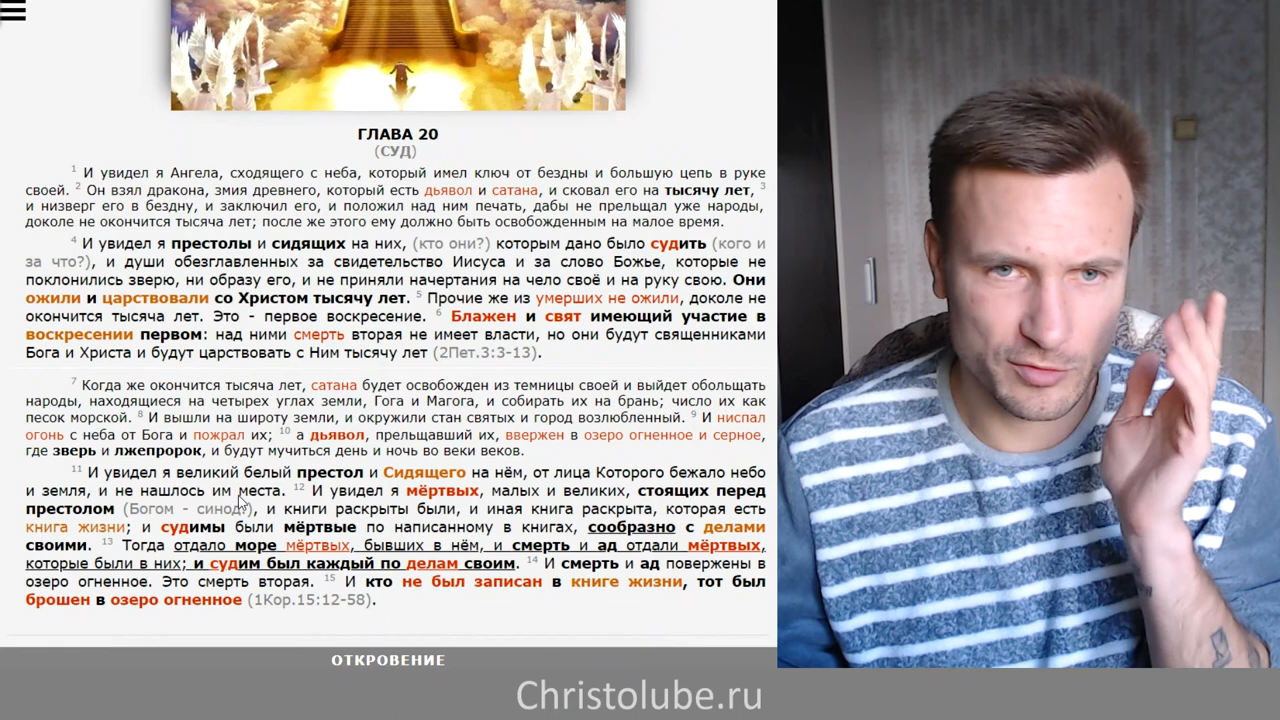 ГЛАВА 20
(СУД)
1 И увидел я Ангела, сходящего с неба, который имел ключ от бездны и большую цепь в руке
своей. 2 Он взял дракона, змия древнего, который есть дьявол и сатана, и сковал его на тысячу лет, 3
и низверг его в бездну, и заключил его, и положил над ним печать, дабы не прельщал уже народы,
доколе не окончится тысяча лет; после же этого ему должно быть освобожденным на малое время.
4 И увидел я престолы и сидящих на них, (кто они?) которым дано было судить (кого и
за что?), и души обезглавленных за свидетельство Иисуса и за слово Божье, которые не
поклонились зверю, ни образу его, и не приняли начертания на чело своё и на руку свою. Они
ожили и царствовали со Христом тысячу лет. 5 Прочие же из умерших не ожили, доколе не
окончится тысяча лет. Это - первое воскресение. 6 Блажен и свят имеющий участие в
воскресении первом: над ними смерть вторая не имеет власти, но они будут священниками
Бога и Христа и будут царствовать с Ним тысячу лет (2Пет.3:3-13).
7 Когда же окончится тысяча лет, сатана будет освобожден из темницы своей и выйдет обольщать
народы, находящиеся на четырех углах земли, Гога и Магога, и собирать их на брань; число их как
песок морской. 8 И вышли на широту земли, и окружили стан святых и город возлюбленный. 9 И ниспал
огонь с неба от Бога и пожрал их; 10 а дьявол, прельщавший их, ввержен в озеро огненное и серное,
где зверь и лжепророк, и будут мучиться день и ночь во веки веков.
11 И увидел я великий белый престол и Сидящего на нём, от лица Которого бежало небо
и земля, и не нашлось им места. 12 И увидел я мёртвых, малых и великих, стоящих перед
престолом (Богом - синод.), и книги раскрыты были, и иная книга раскрыта, которая есть
книга жизни; и судимы были мёртвые по написанному в книгах, сообразно с делами
своими. 13 Тогда отдало море мёртвых, бывших в нём, и смерть и ад отдали мёртвых,
которые были в них; и судим был каждый по делам своим. 14 И смерть и ад повержены в
озеро огненное. Это смерть вторая. 15 И кто не был записан в книге жизни, тот был
брошен в озеро огненное (1Кор.15:12-58).
ОТКРОВЕНИЕ
Christolube.ru